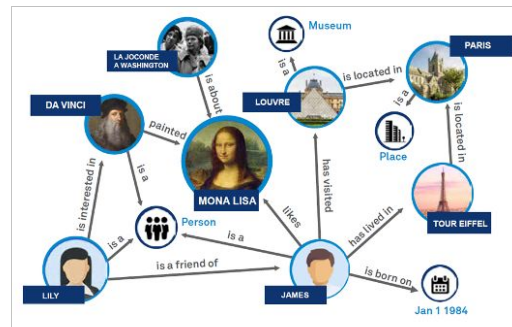 Museum
PARIS
LA JOCONDE
A WASHINGTON
is a
is located in
DA VINCI
is about
LOUVRE
is a
painted
Place
is located in
is interested in
is a
MONA LISA
has visited
TOUR EIFFEL
Person
likes
has lived in
is a
is a
is a friend of
is born on
LILY
JAMES
Jan 1 1984